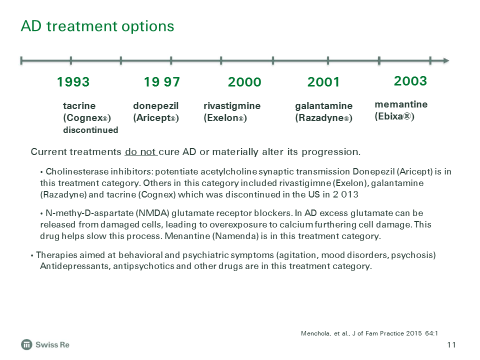 AD treatment options
1993 19 97 2000 2001 2003
tacrine donepezil rivastigmine galantamine memantine
(Cognex®) (Aricept®) (Exelon®) (Razadyne®) (Ebixa®)
discontinued
Current treatments do not cure AD or materially alter its progression.
• Cholinesterase inhibitors: potentiate acetylcholine synaptic transmission Donepezil (Aricept) is in
this treatment category. Others in this category included rivastigimne (Exelon), galantamine
(Razadyne) and tacrine (Cognex) which was discontinued in the US in 2 013
• N-methy-D-aspartate (NMDA) glutamate receptor blockers. In AD excess glutamate can be
released from damaged cells, leading to overexposure to calcium furthering cell damage. This
drug helps slow this process. Menantine (Namenda) is in this treatment category.
• Therapies aimed at behavioral and psychiatric symptoms (agitation, mood disorders, psychosis)
Antidepressants, antipsychotics and other drugs are in this treatment category.
Menchola, et al., J of Fam Practice 2015 64:1
Swiss Re 11